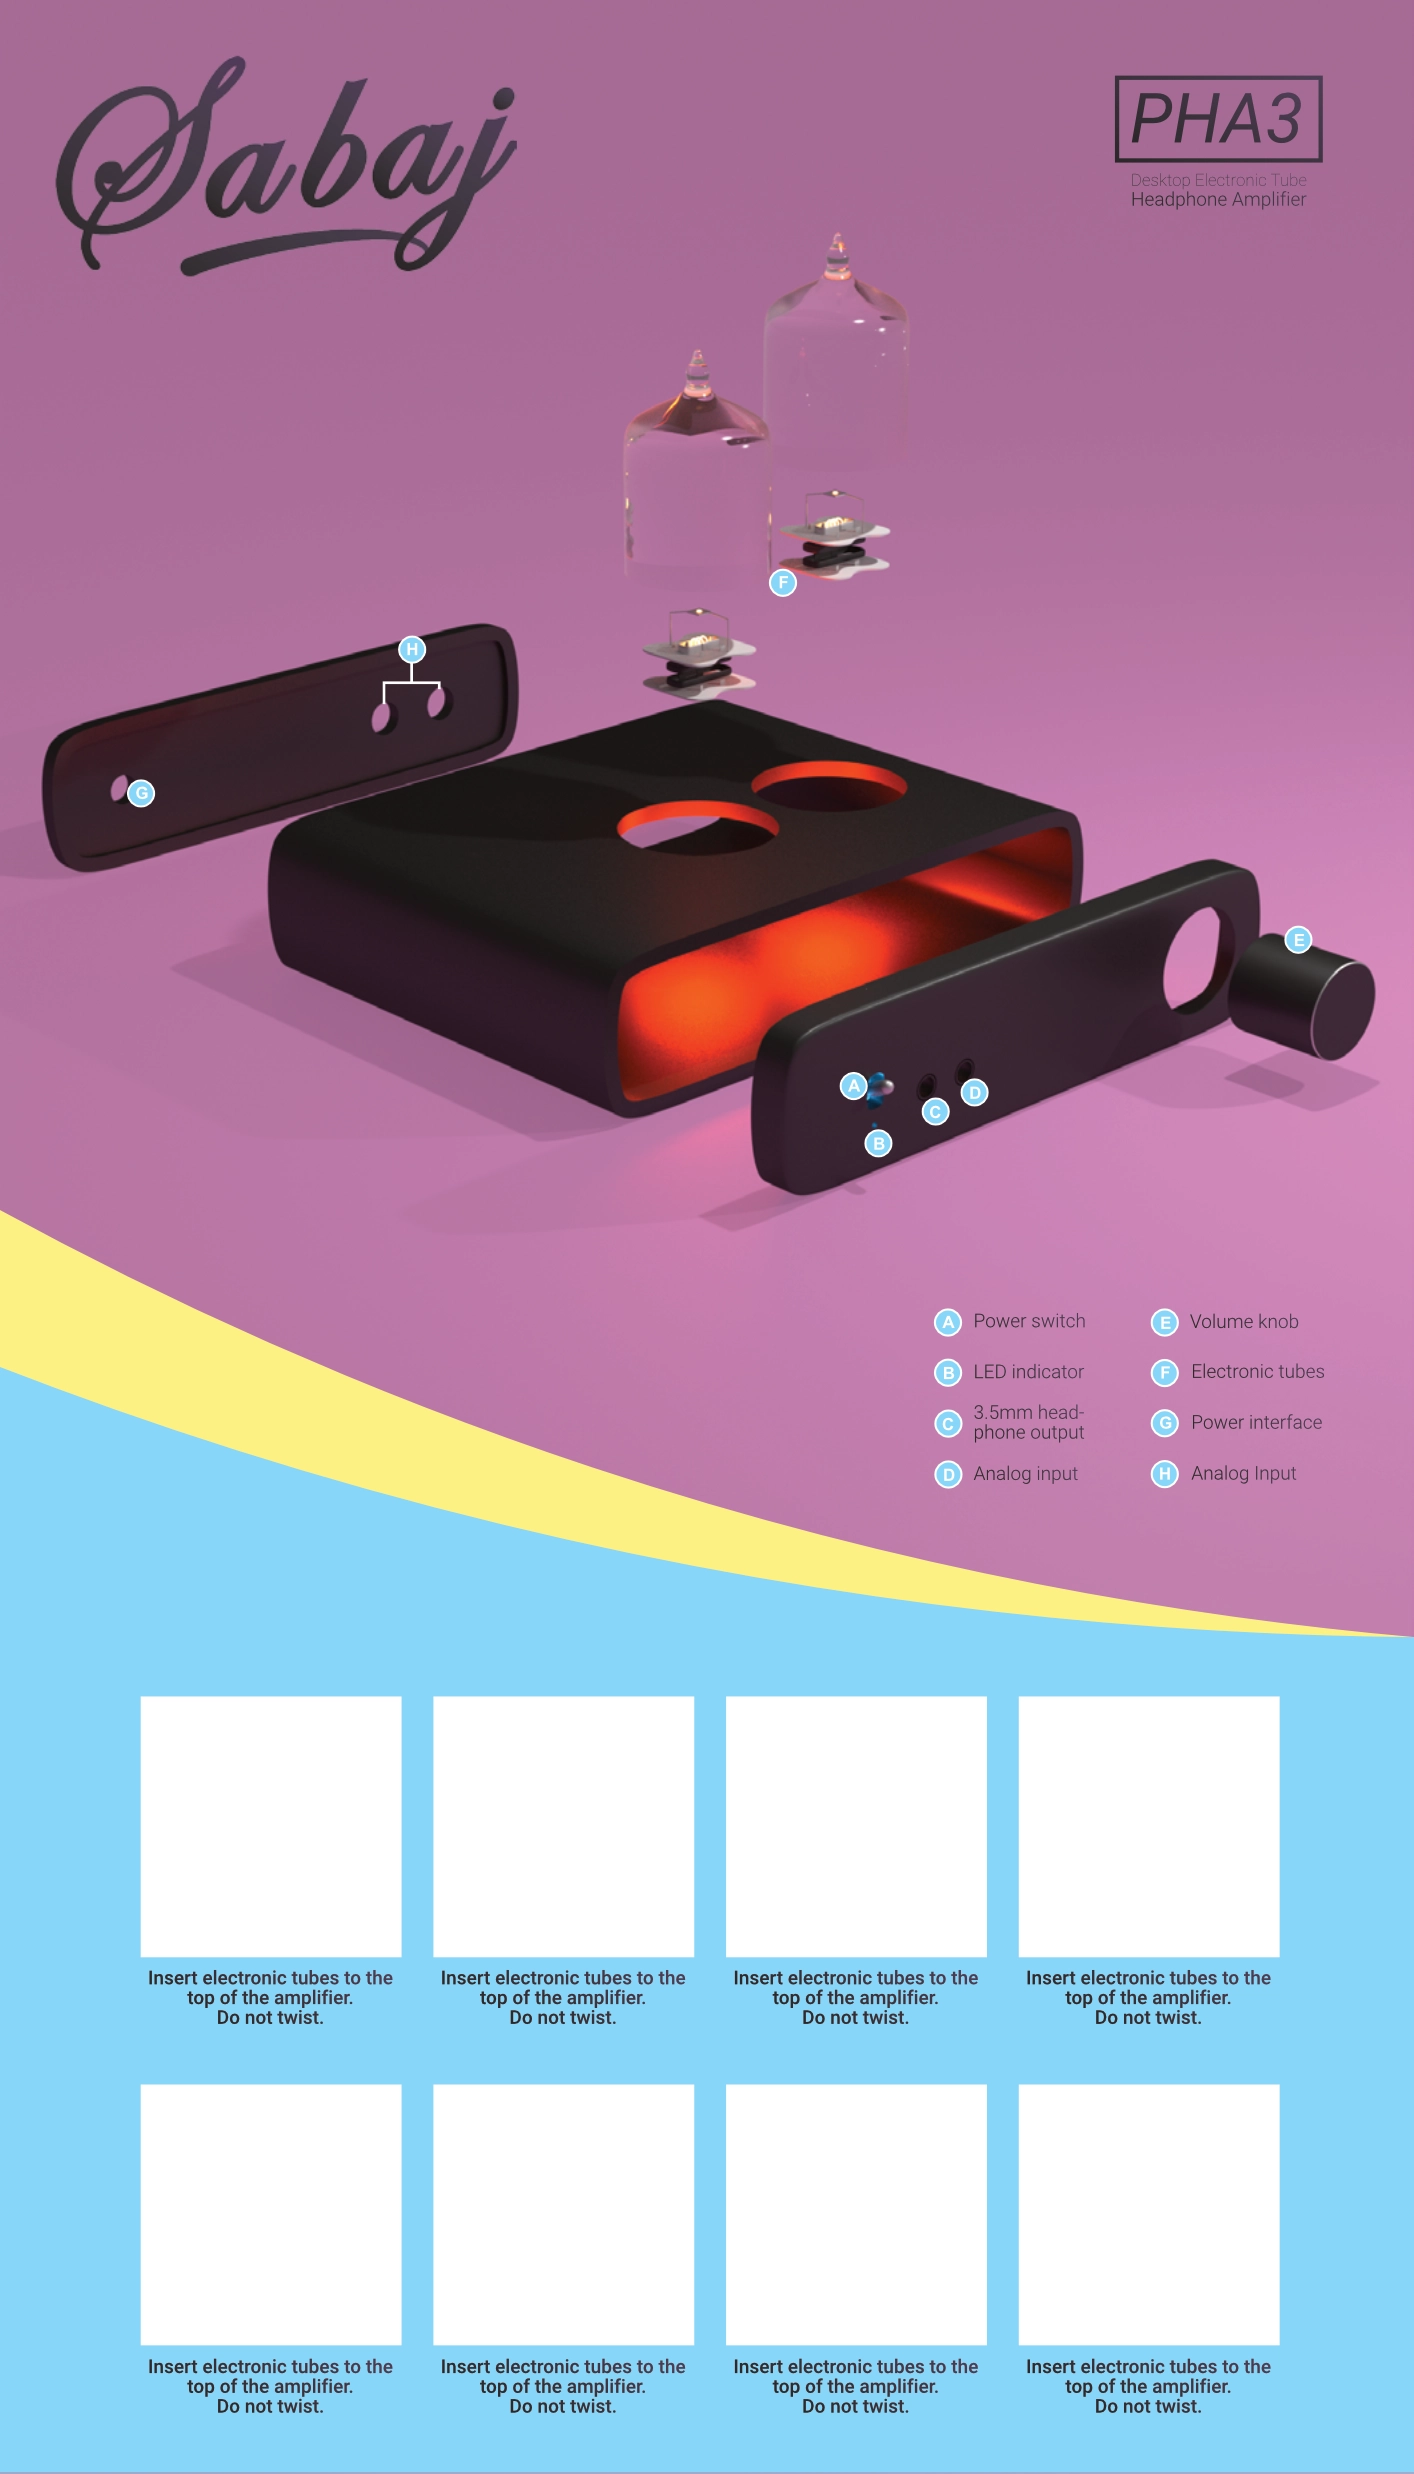 Sabaj
PHA3
Desktop Electronic Tube
Headphone Amplifier
F
H
G
E
A
D
C
B
A Power switch
B LED indicator
C 3.5mm head-
phone output
D Analog input
E Volume knob
F Electronic tubes
G Power interface
H Analog Input
Insert electronic tubes to the
top of the amplifier.
Do not twist.
Insert electronic tubes to the
top of the amplifier.
Do not twist.
Insert electronic tubes to the
top of the amplifier.
Do not twist.
Insert electronic tubes to the
top of the amplifier.
Do not twist.
Insert electronic tubes to the
top of the amplifier.
Do not twist.
Insert electronic tubes to the
top of the amplifier.
Do not twist.
Insert electronic tubes to the
top of the amplifier.
Do not twist.
Insert electronic tubes to the
top of the amplifier.
Do not twist.